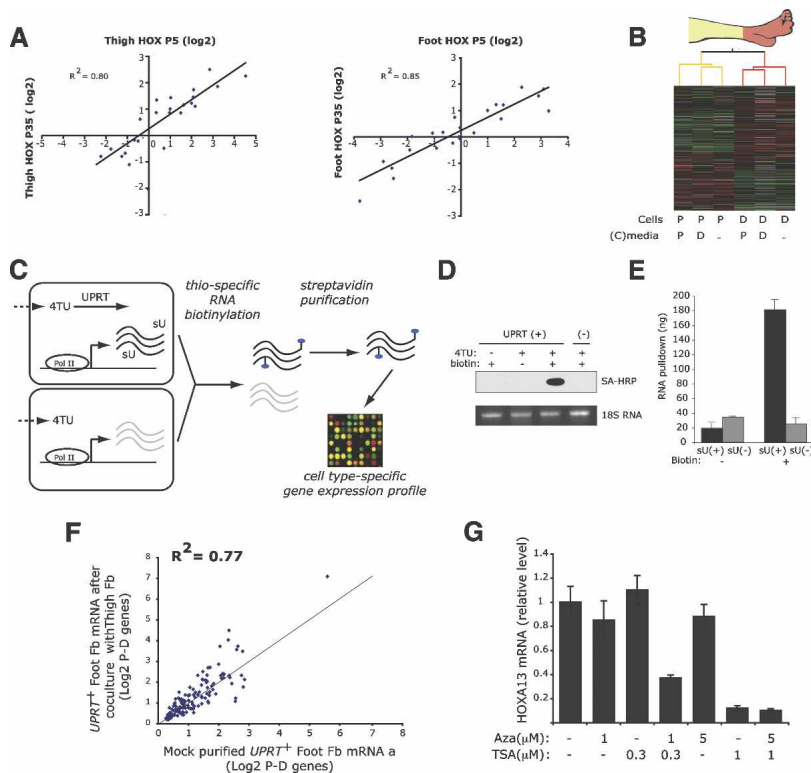 A
Thigh HOX P5 (log2)
R2 = 0.80
Thigh HOX P35 (log2)
3
2
1
0
-5 -4 -3 -2 -1 0 1 2 3 4 5
-1
-2
-3
Foot HOX P5 (log2)
R2 = 0.85
Foot HOX P35 (log2)
3
2
1
0
-4 -2 0 2 4
-1
-2
-3
B
Cells P P P D D D
(C)media P D - P D -
C
4TU UPRT
sU
sU
Pol II
4TU
Pol II
thio-specific
RNA
biotinylation
streptavidin
purification
cell type-specific
gene expression profile
D
UPRT (+) (-)
4TU: - + + +
biotin: + - + +
SA-HRP
18S RNA
E
RNA pulldown (ng)
200
180
160
140
120
100
80
60
40
20
0
sU(+) sU(-) sU(+) sU(-)
Biotin: - +
F
R2= 0.77
UPRT+ Foot Fb mRNA after
coculture withThigh Fb
(Log2 P-D genes)
8
7
6
5
4
3
2
1
0
0 1 2 3 4 5 6 7 8
Mock purified UPRT+ Foot Fb mRNA a
(Log2 P-D genes)
G
HOXA13 mRNA (relative level)
1.4
1.2
1
0.8
0.6
0.4
0.2
Aza(μM): - 1 - 1 5 - 5
TSA(μM): - - 0.3 0.3 - 1 1